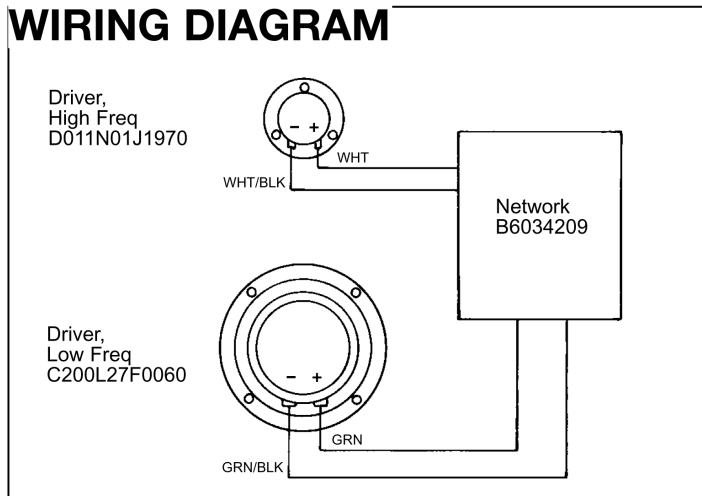 WIRING DIAGRAM
Driver,
High Freq
D011N01J1970
- +
WHT
WHT/BLK
Network
B6034209
Driver,
Low Freq
C200L27F0060
- +
GRN
GRN/BLK